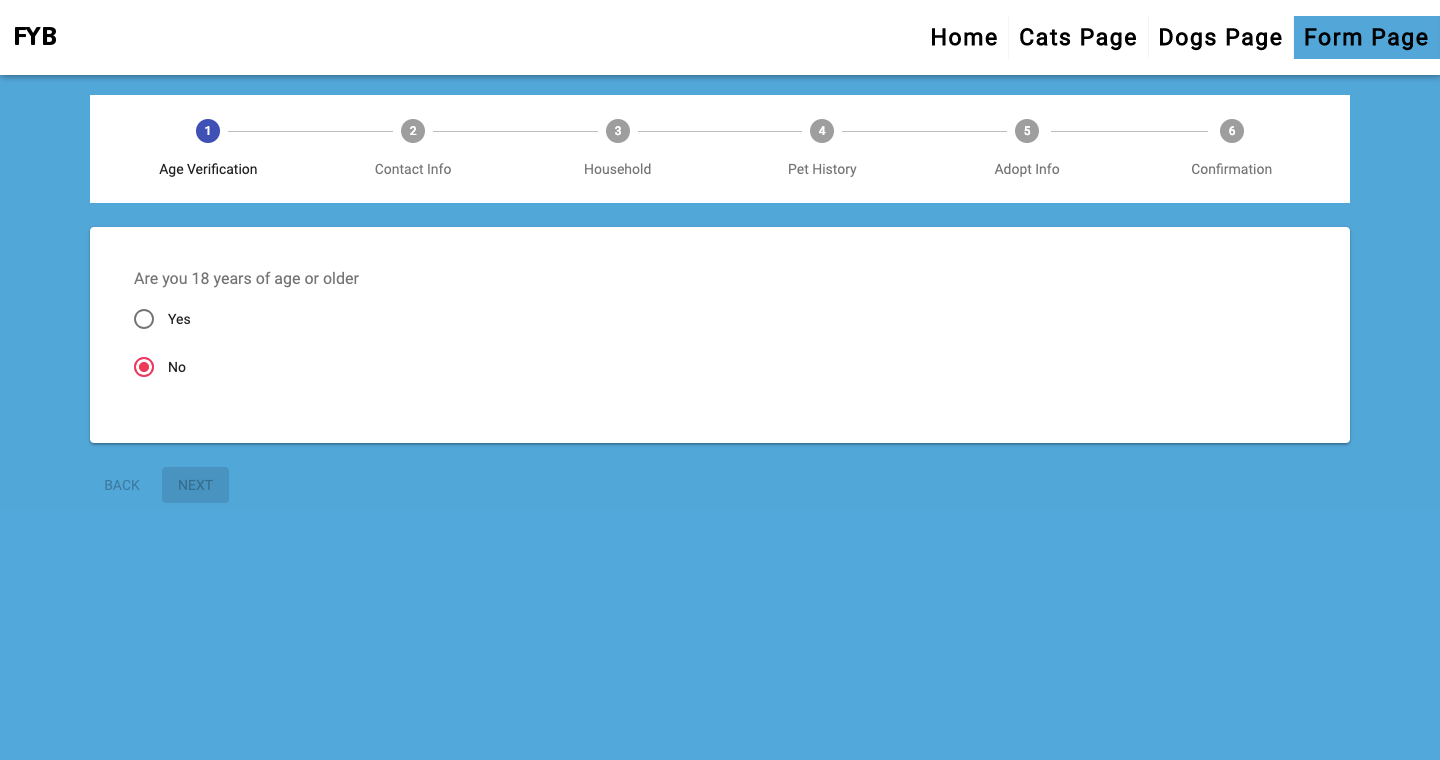 FYB
Home Cats Page Dogs Page Form Page
1 2 3 4 5 6
Age Verification Contact Info Household Pet History Adopt Info Confirmation
Are you 18 years of age or older
Yes
No
BACK NEXT